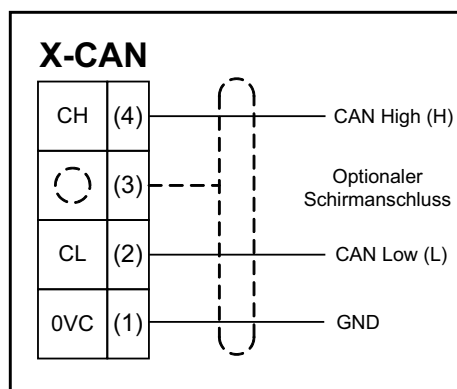 X-CAN
CH (4) CAN High (H)
(3) Optionaler
Schirmanschluss
CL (2) CAN Low (L)
0VC (1) GND